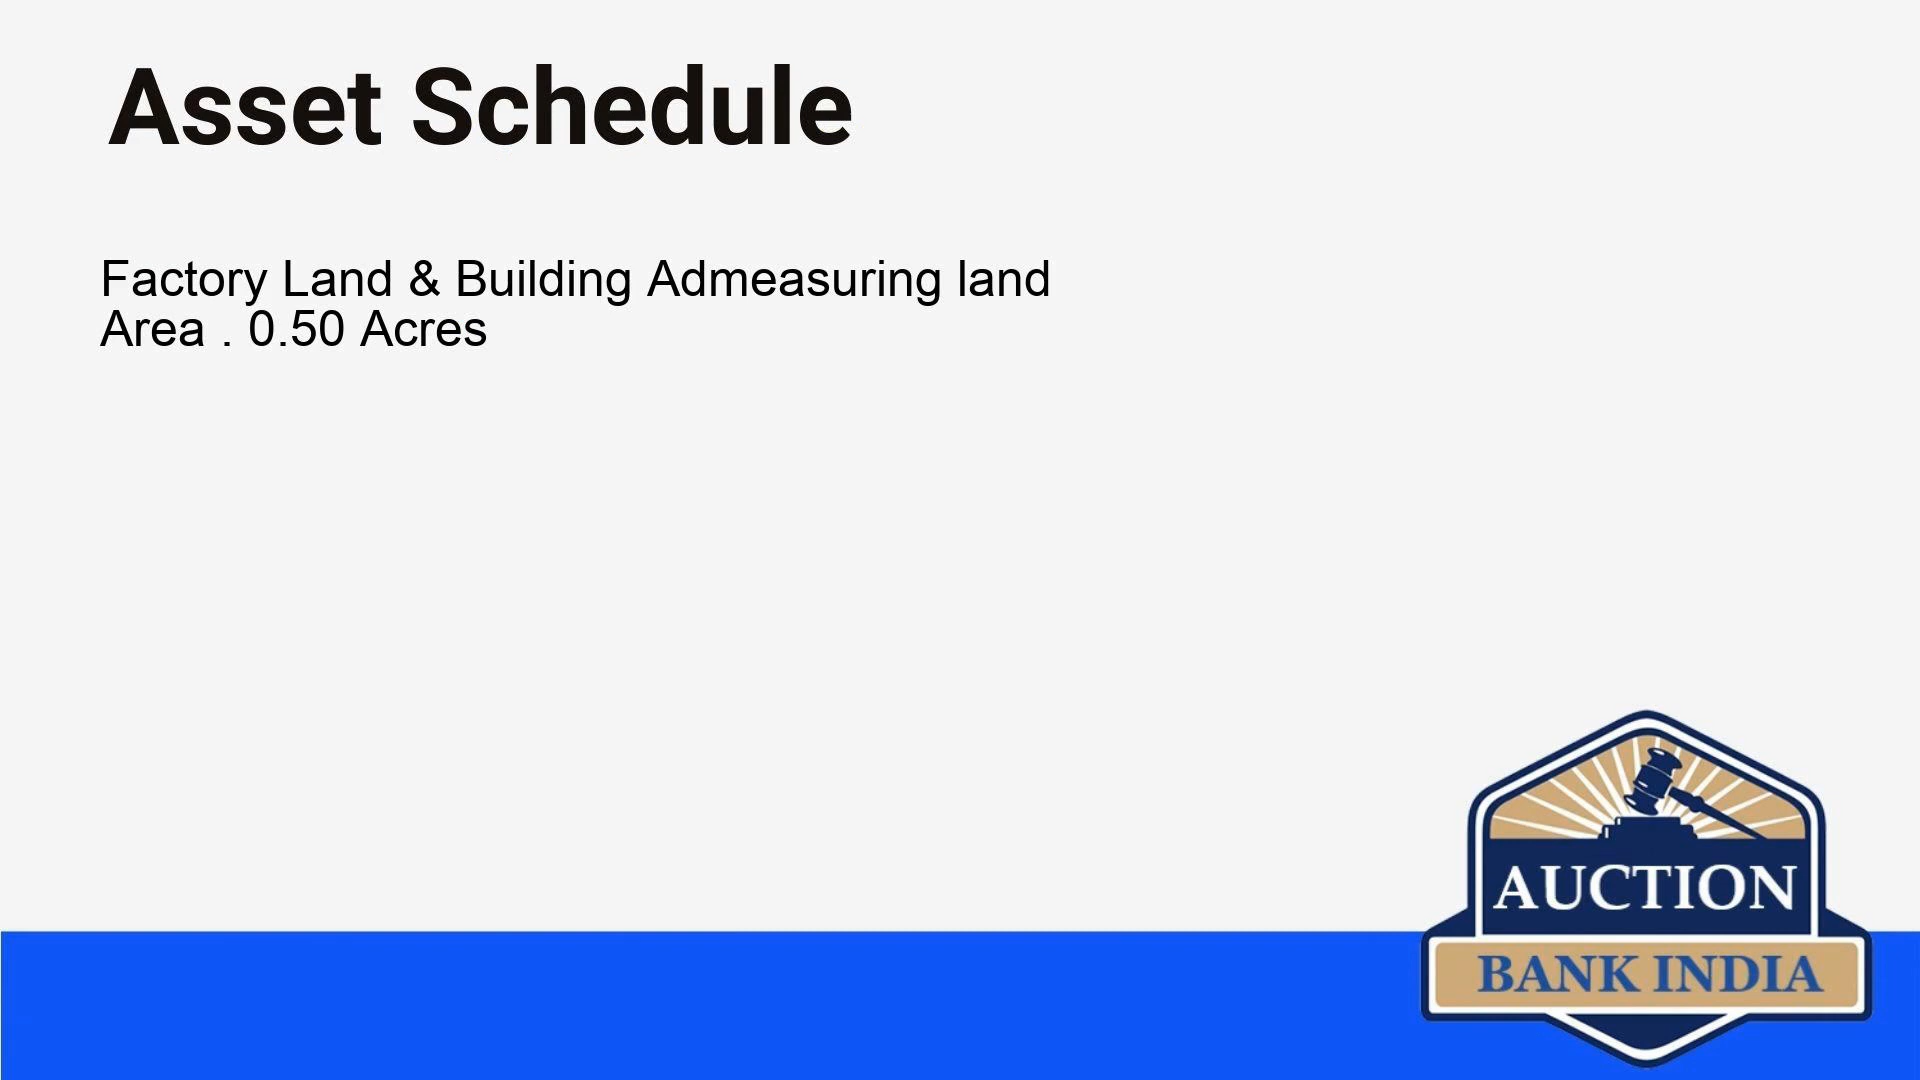 Asset Schedule
Factory Land & Building Admeasuring land
Area . 0.50 Acres
AUCTION
BANK INDIA